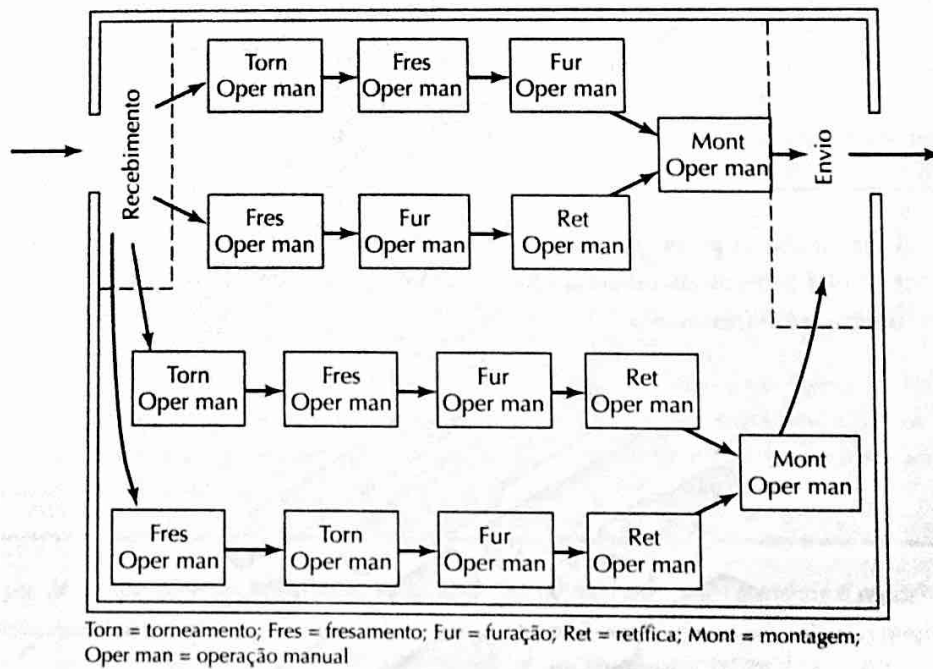 Recebimento
Torn
Oper man
Fres
Oper man
Fur
Oper man
Mont
Oper man
Envio
Fres
Oper man
Fur
Oper man
Ret
Oper man
Torn
Oper man
Fres
Oper man
Fur
Oper man
Ret
Oper man
Mont
Oper man
Fres
Oper man
Torn
Oper man
Fur
Oper man
Ret
Oper man
Torn = torneamento; Fres = fresamento; Fur = furação; Ret = retífica; Mont = montagem;
Oper man = operação manual